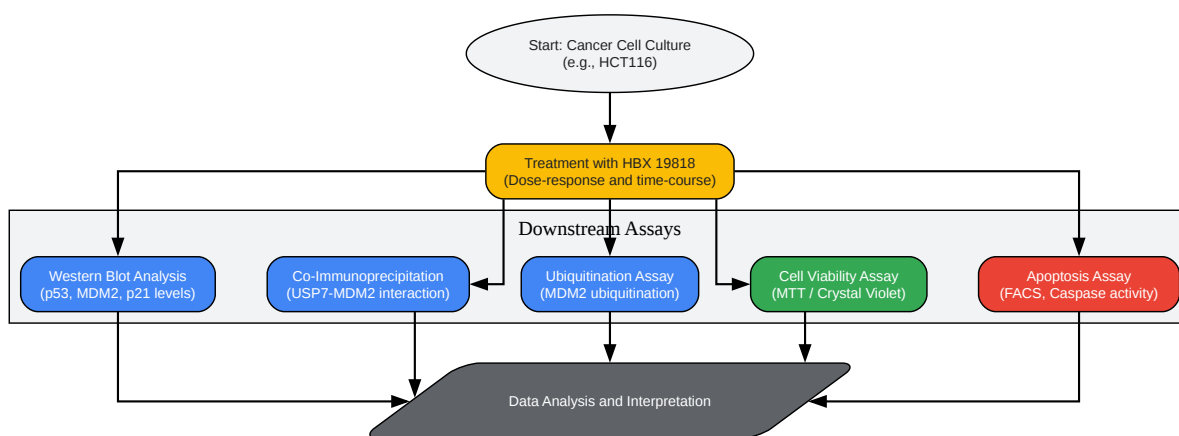 Start: Cancer Cell Culture
(e.g., HCT116)
Treatment with HBX 19818
(Dose-response and time-course)
Downstream Assays
Western Blot Analysis
(p53, MDM2, p21 levels)
Co-Immunoprecipitation
(USP7-MDM2 interaction)
Ubiquitination Assay
(MDM2 ubiquitination)
Cell Viability Assay
(MTT / Crystal Violet)
Apoptosis Assay
(FACS, Caspase activity)
Data Analysis and Interpretation